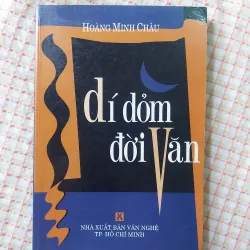 HOÀNG MINH CHÂU
dí dỏm
đời Văn
NHÀ XUẤT BẢN VĂN NGHỆ
TP. HỒ CHÍ MINH